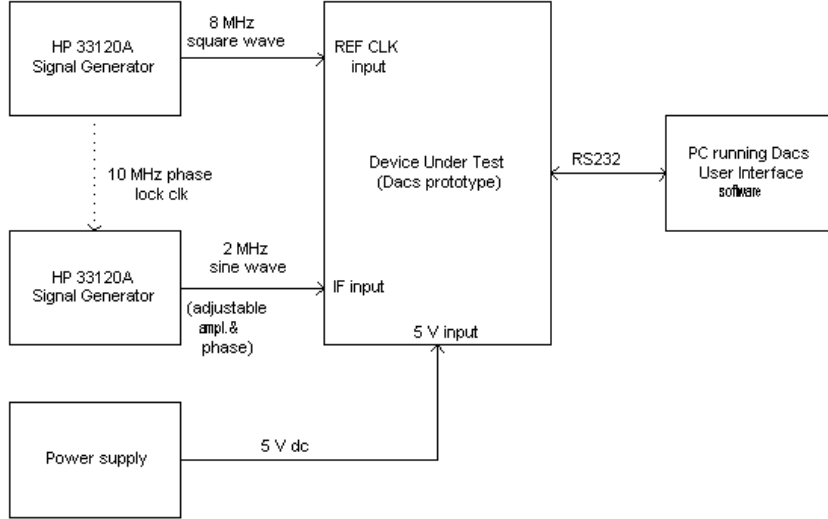 HP 33120A
Signal Generator
8 MHz
square wave
REF CLK
input
10 MHz phase
lock clk
Device Under Test
(Dacs prototype)
RS232
PC running Dacs
User Interface
software
HP 33120A
Signal Generator
2 MHz
sine wave
(adjustable
ampl.&
phase)
IF input
5 V input
Power supply
5 V dc